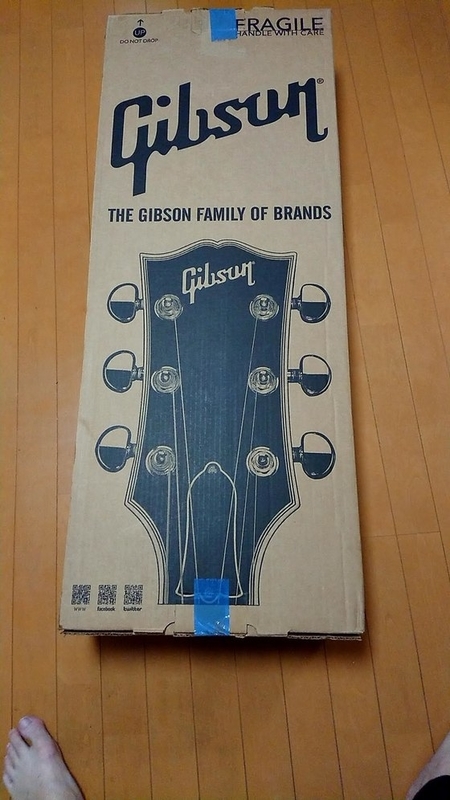 UP
DO NOT DROP
FRAGILE
HANDLE WITH CARE
Gibson®
THE GIBSON FAMILY OF BRANDS
Gibson
WWW facebook twitter